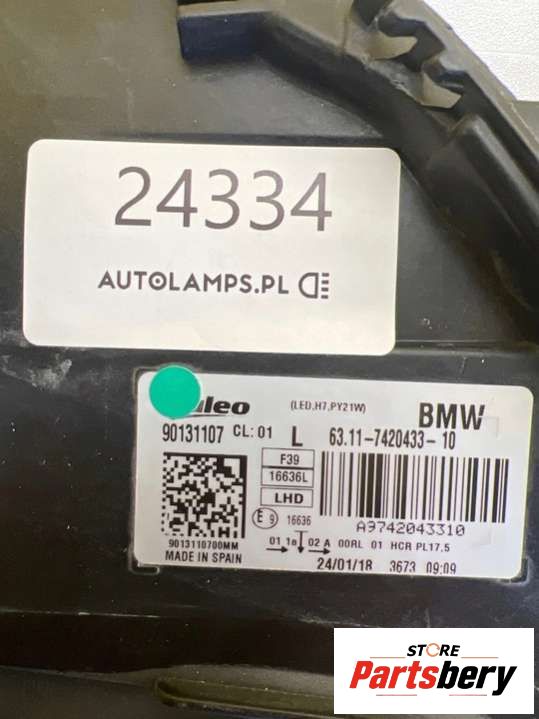 24334
AUTOLAMPS.PL
(LED,H7,PY21W)
BMW
90131107 CL: 01 L 63.11-7420433-10
F39
16636L
LHD
E 9 16636
A9742043310
9013110700MM
MADE IN SPAIN
01 1a 02 A 00RL 01 HCR PL17.5
24/01/18 3673 09:09
STORE
Partsbery